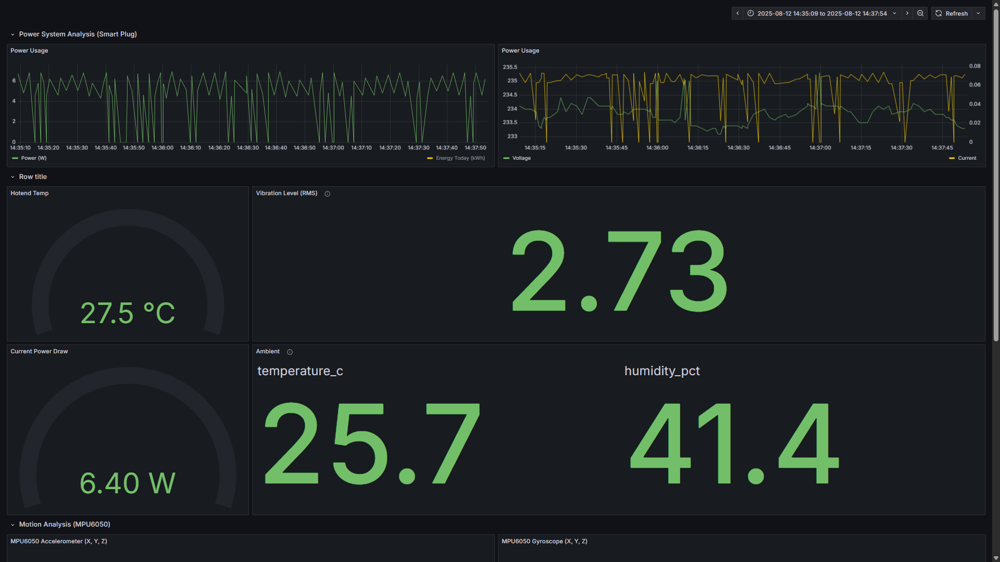 2025-08-12 14:35:09 to 2025-08-12 14:37:54
Refresh
Power System Analysis (Smart Plug)
Power Usage
6
4
2
0
14:35:10 14:35:20 14:35:30 14:35:40 14:35:50 14:36:00 14:36:10 14:36:20 14:36:30 14:36:40 14:36:50 14:37:00 14:37:10 14:37:20 14:37:30 14:37:40 14:37:50
Power (W)
Energy Today (kWh)
Power Usage
235.5
235
234.5
234
233.5
233
0.08
0.06
0.04
0.02
0
14:35:15 14:35:30 14:35:45 14:36:00 14:36:15 14:36:30 14:36:45 14:37:00 14:37:15 14:37:30 14:37:45
Voltage
Current
Row title
Hotend Temp
27.5 °C
Vibration Level (RMS)
2.73
Current Power Draw
6.40 W
Ambient
temperature_c
25.7
humidity_pct
41.4
Motion Analysis (MPU6050)
MPU6050 Accelerometer (X, Y, Z)
MPU6050 Gyroscope (X, Y, Z)